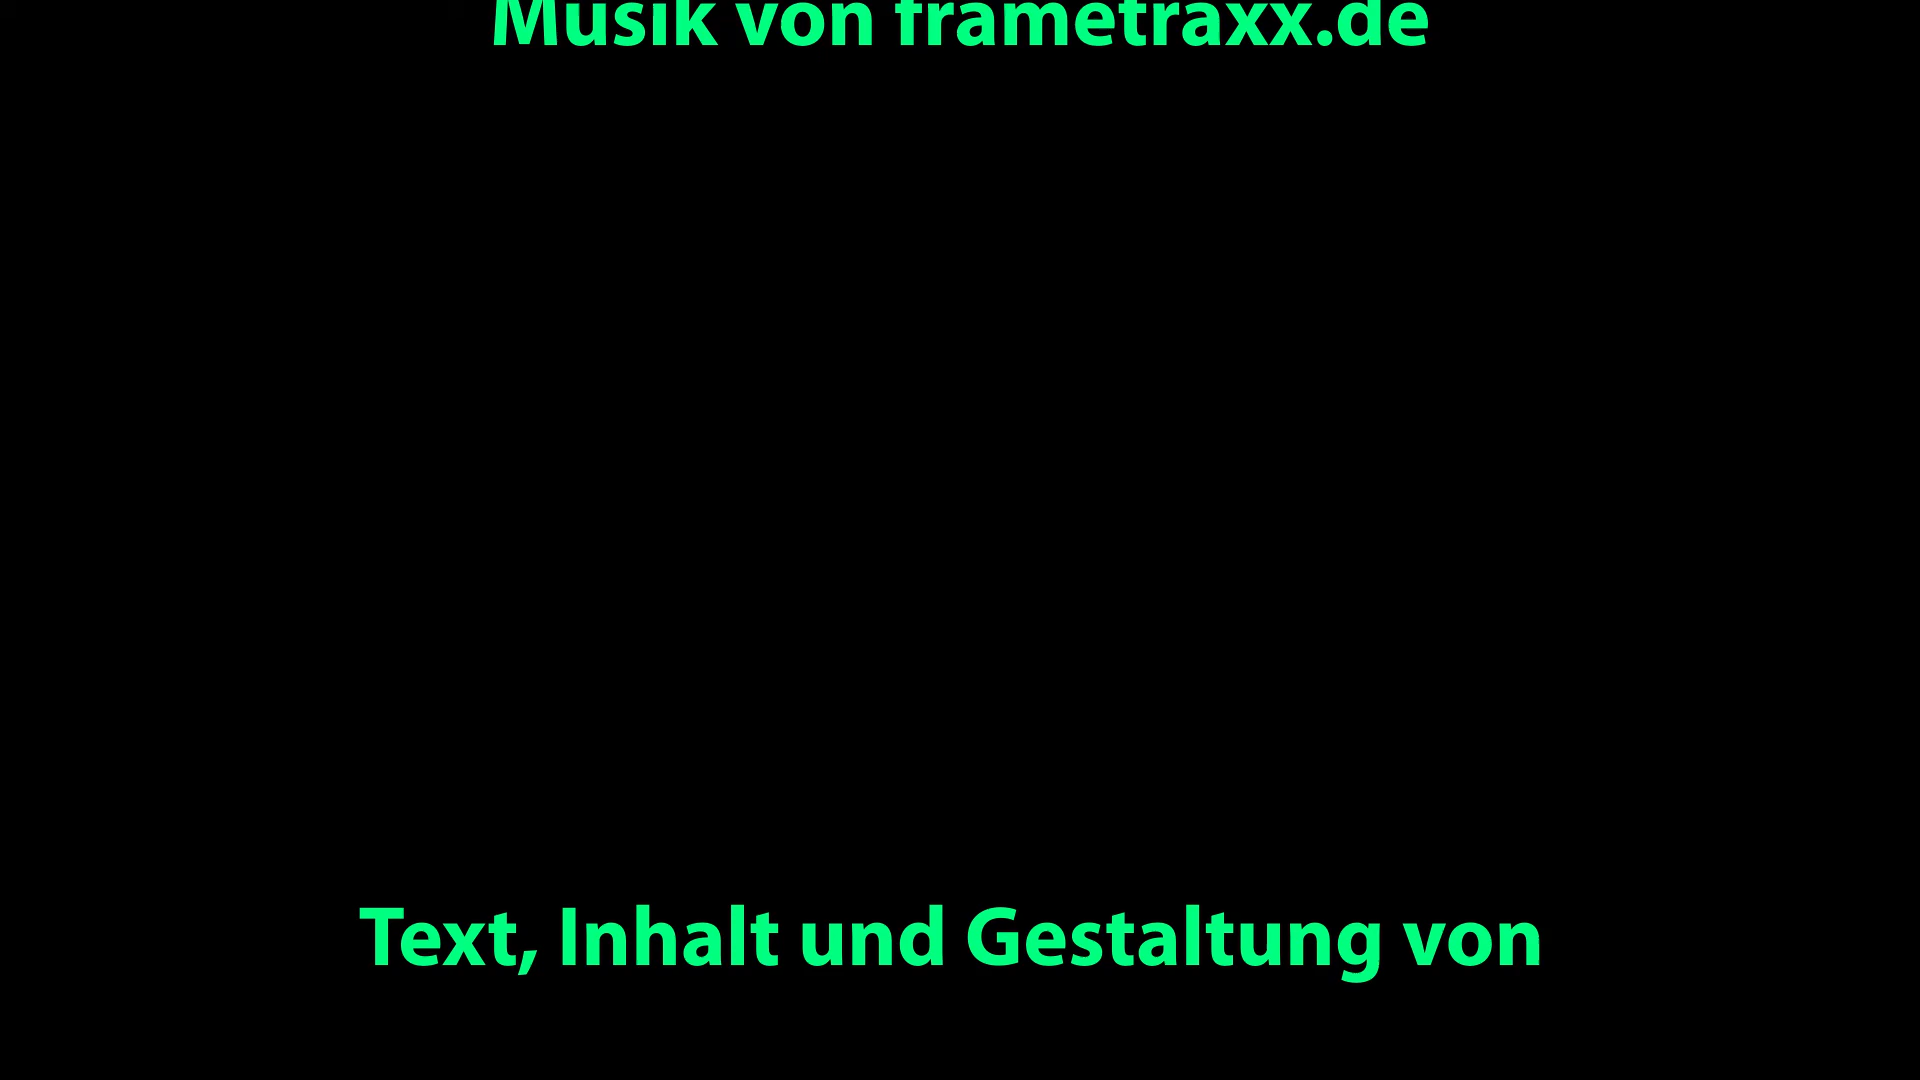 Musik von frametraxx.de
Text, Inhalt und Gestaltung von